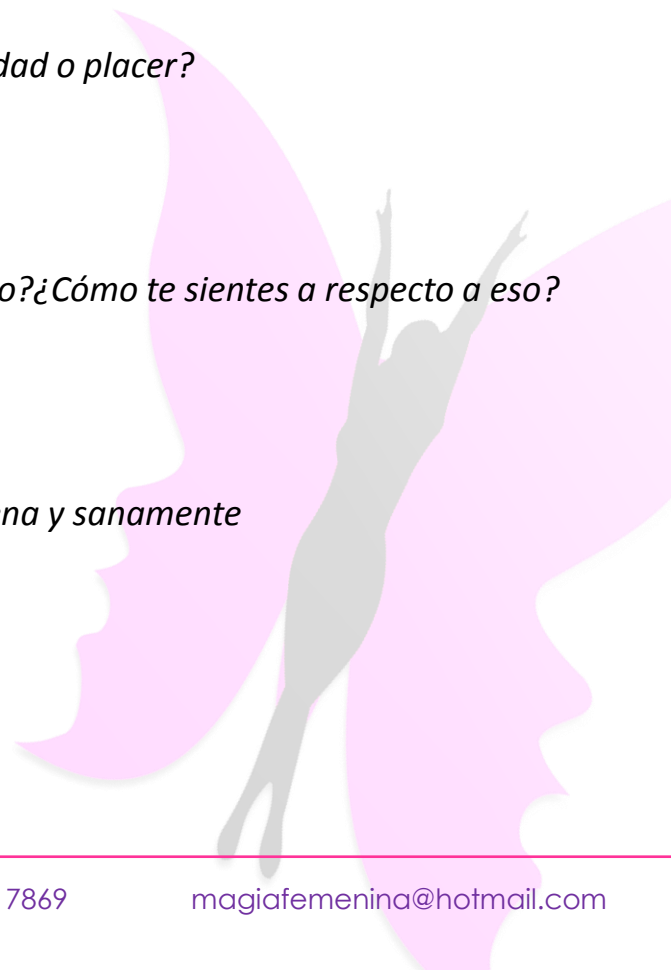 dad o placer?
o?¿Cómo te sientes a respecto a eso?
na y sanamente
7869 magiafemenina@hotmail.com